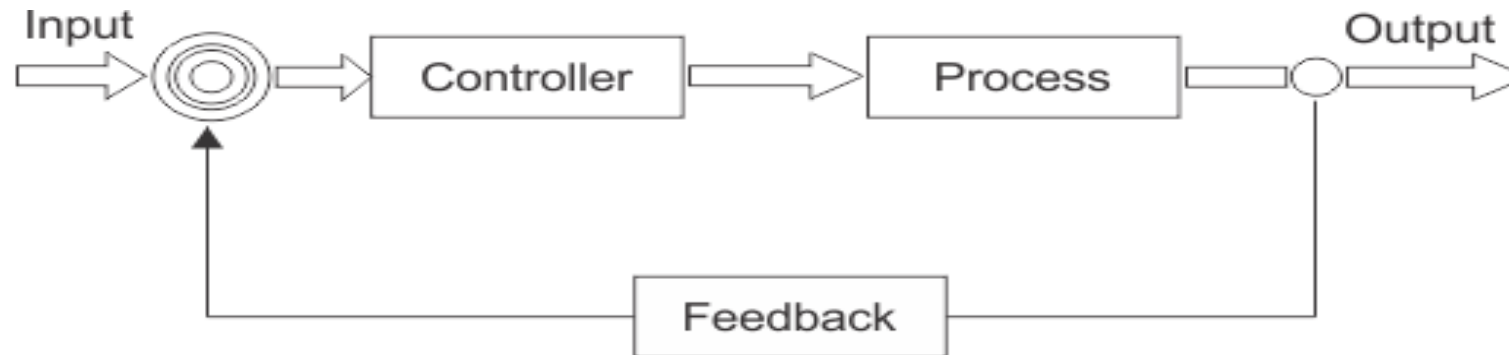 Input
Output
Controller
Process
Feedback